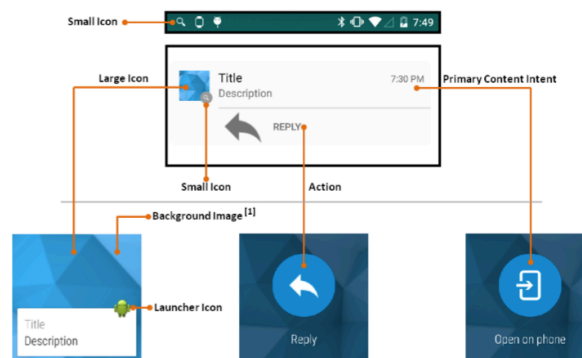 Small Icon
7:49
Large Icon
Title
7:30 PM
Primary Content Intent
Description
REPLY
Small Icon
Action
Background Image [1]
Launcher Icon
Title
Description
Reply
Open on phone